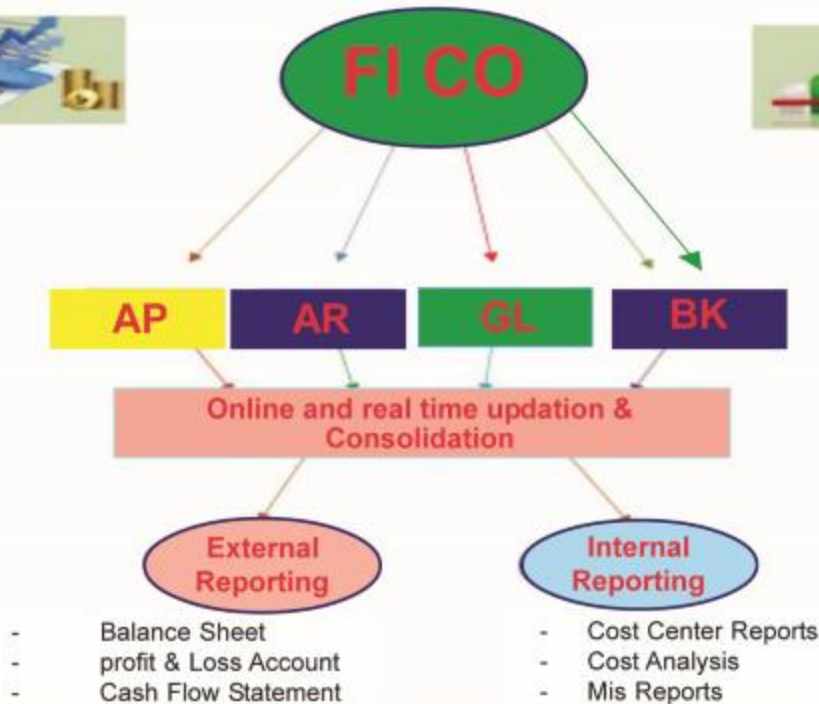 FI CO
AP
AR
GL
BK
Online and real time updation &
Consolidation
External
Reporting
- Balance Sheet
- profit & Loss Account
- Cash Flow Statement
Internal
Reporting
- Cost Center Reports
- Cost Analysis
- Mis Reports